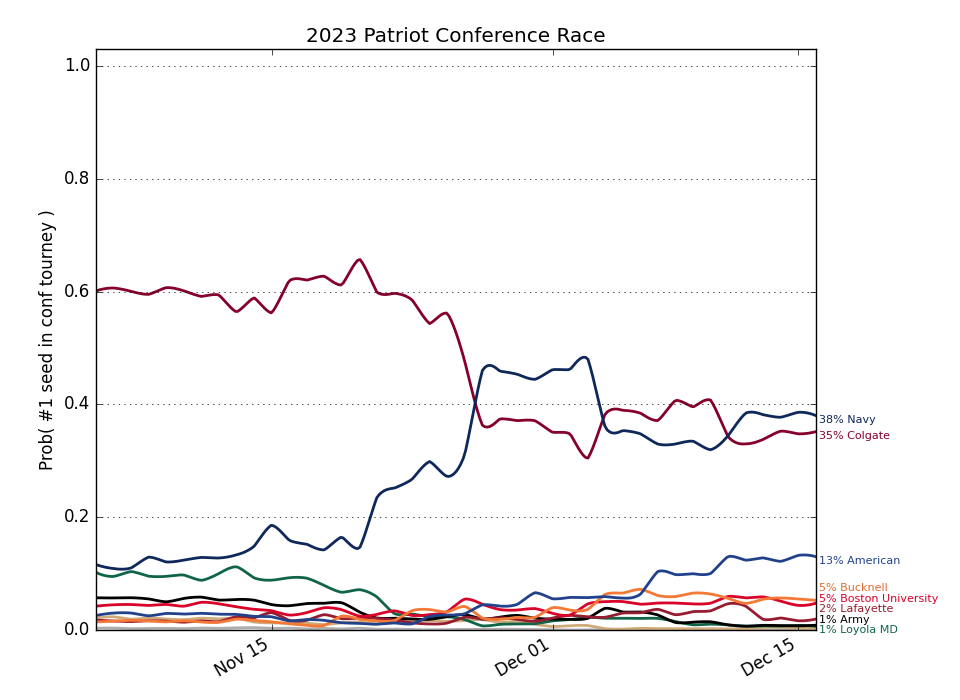 2023 Patriot Conference Race
Prob( #1 seed in conf tourney )
1.0
0.8
0.6
0.4
0.2
0.0
Nov 15
Dec 01
Dec 15
38% Navy
35% Colgate
13% American
5% Bucknell
5% Boston University
2% Lafayette
1% Army
1% Loyola MD